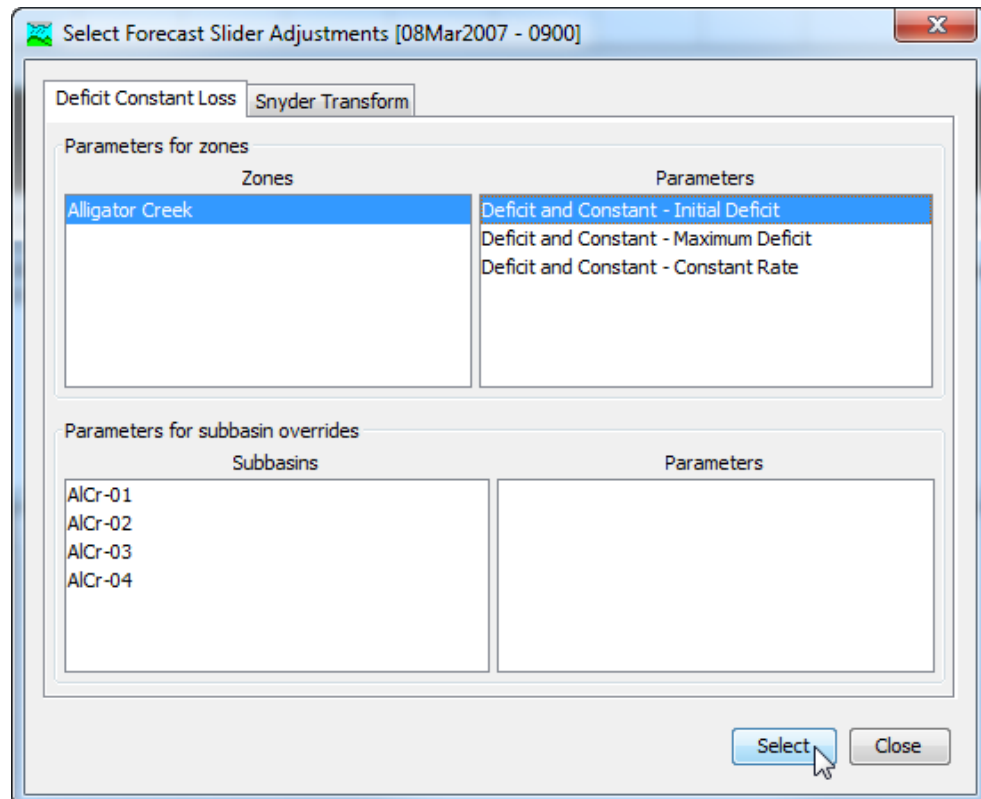 Select Forecast Slider Adjustments [08Mar2007 - 0900]
Deficit Constant Loss Snyder Transform
Parameters for zones
Zones Parameters
Alligator Creek Deficit and Constant - Initial Deficit
Deficit and Constant - Maximum Deficit
Deficit and Constant - Constant Rate
Parameters for subbasin overrides
Subbasins Parameters
AlCr-01
AlCr-02
AlCr-03
AlCr-04
Select Close